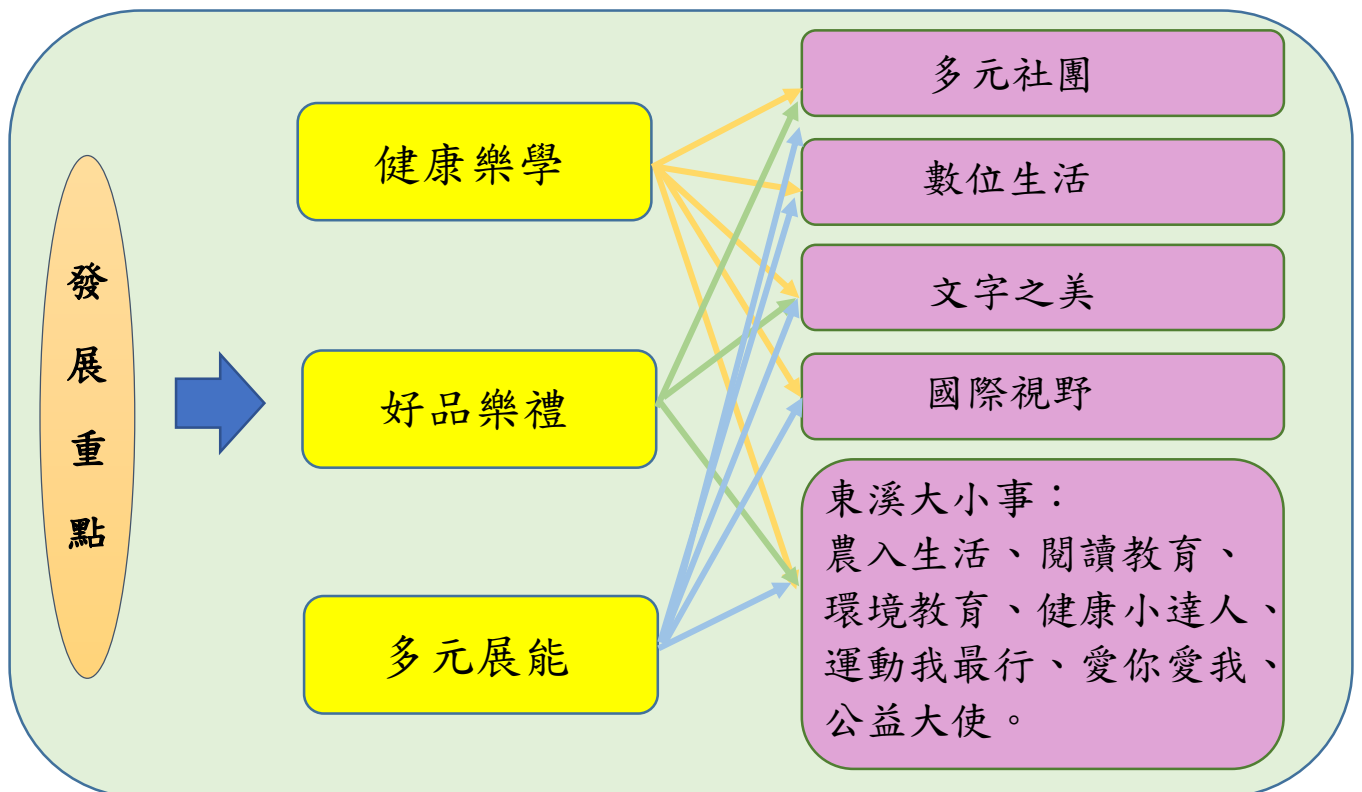 發展重點
健康樂學
好品樂禮
多元展能
多元社團
數位生活
文字之美
國際視野
東溪大小事：
農入生活、閱讀教育、
環境教育、健康小達人、
運動我最行、愛你愛我、
公益大使。